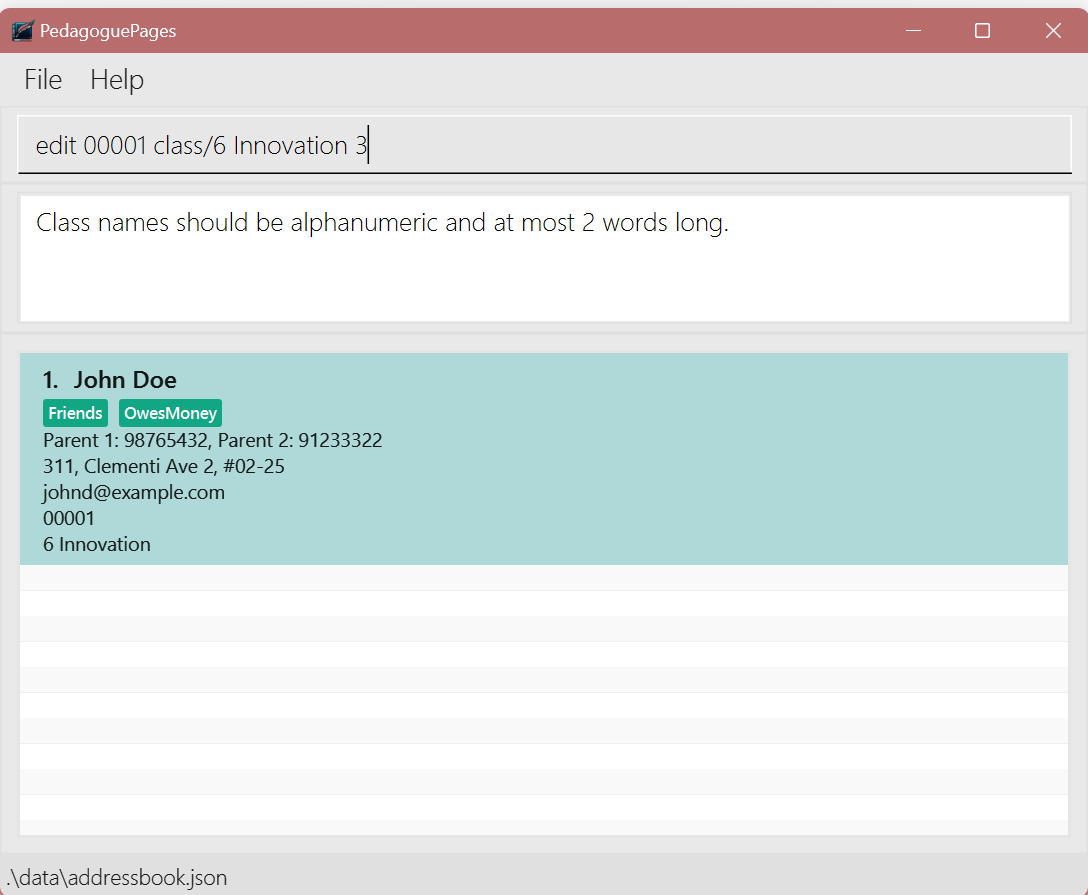 PedagoguePages
File Help
edit 00001 class/6 Innovation 3
Class names should be alphanumeric and at most 2 words long.
1. John Doe
Friends OwesMoney
Parent 1: 98765432, Parent 2: 91233322
311, Clementi Ave 2, #02-25
johnd@example.com
00001
6 Innovation
.\data\addressbook.json